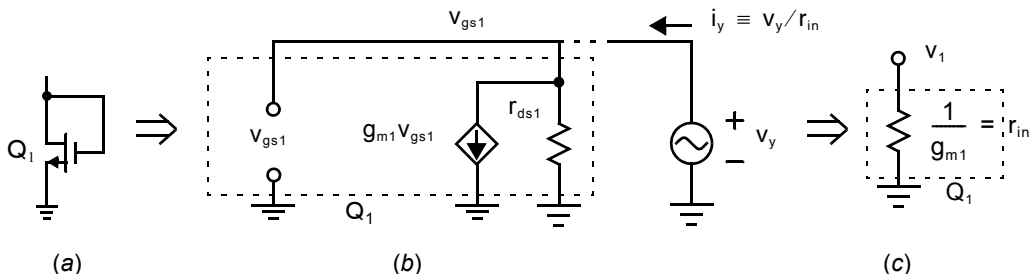 v_gs1
i_y ≡ v_y/r_in
Q_1
v_gs1
g_m1v_gs1
r_ds1
+
v_y
−
Q_1
v_1
1/g_m1 = r_in
Q_1
(a)
(b)
(c)